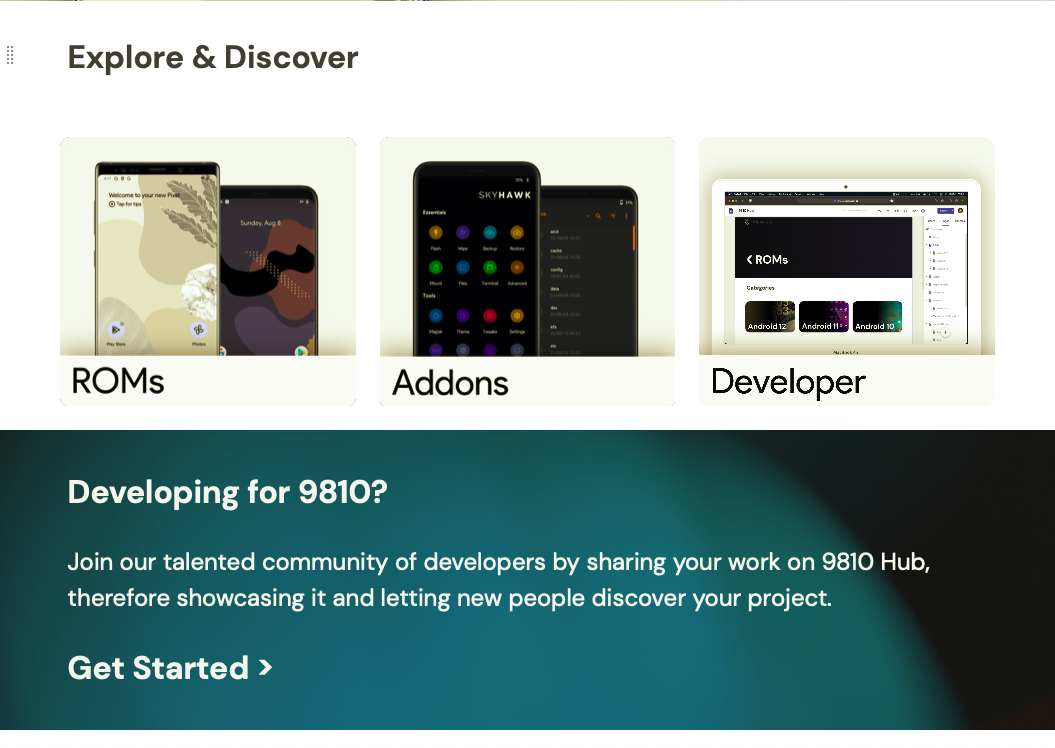 Explore & Discover
Welcome to your new Pixel
Tap for tips
Play Store
Photos
Sunday, Aug 8
ROMs
SKYHAWK
Essentials
Flash
Wipe
Backup
Restore
Mount
Files
Terminal
Advanced
Tools
Magisk
Theme
Tweaks
Settings
acct
cache
config
data
dev
efs
Addons
ROMs
Categories
Android 12
Android 11
Android 10
MacBook Air
Developer
Developing for 9810?
Join our talented community of developers by sharing your work on 9810 Hub,
therefore showcasing it and letting new people discover your project.
Get Started >